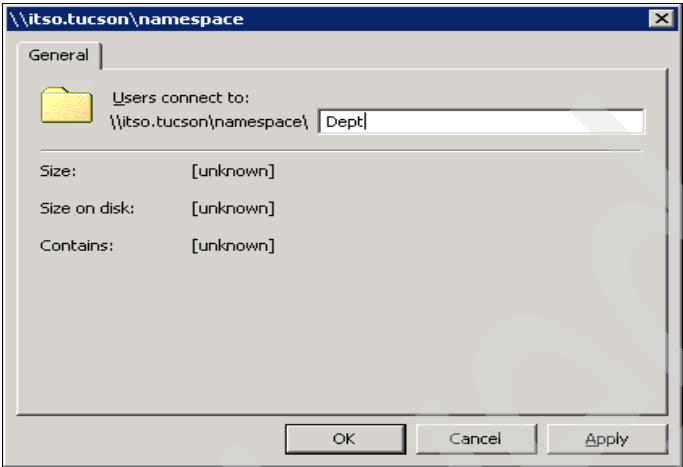 \\itso.tucson\namespace
General
Users connect to:
\\itso.tucson\namespace\ Dept
Size: [unknown]
Size on disk: [unknown]
Contains: [unknown]
OK Cancel Apply